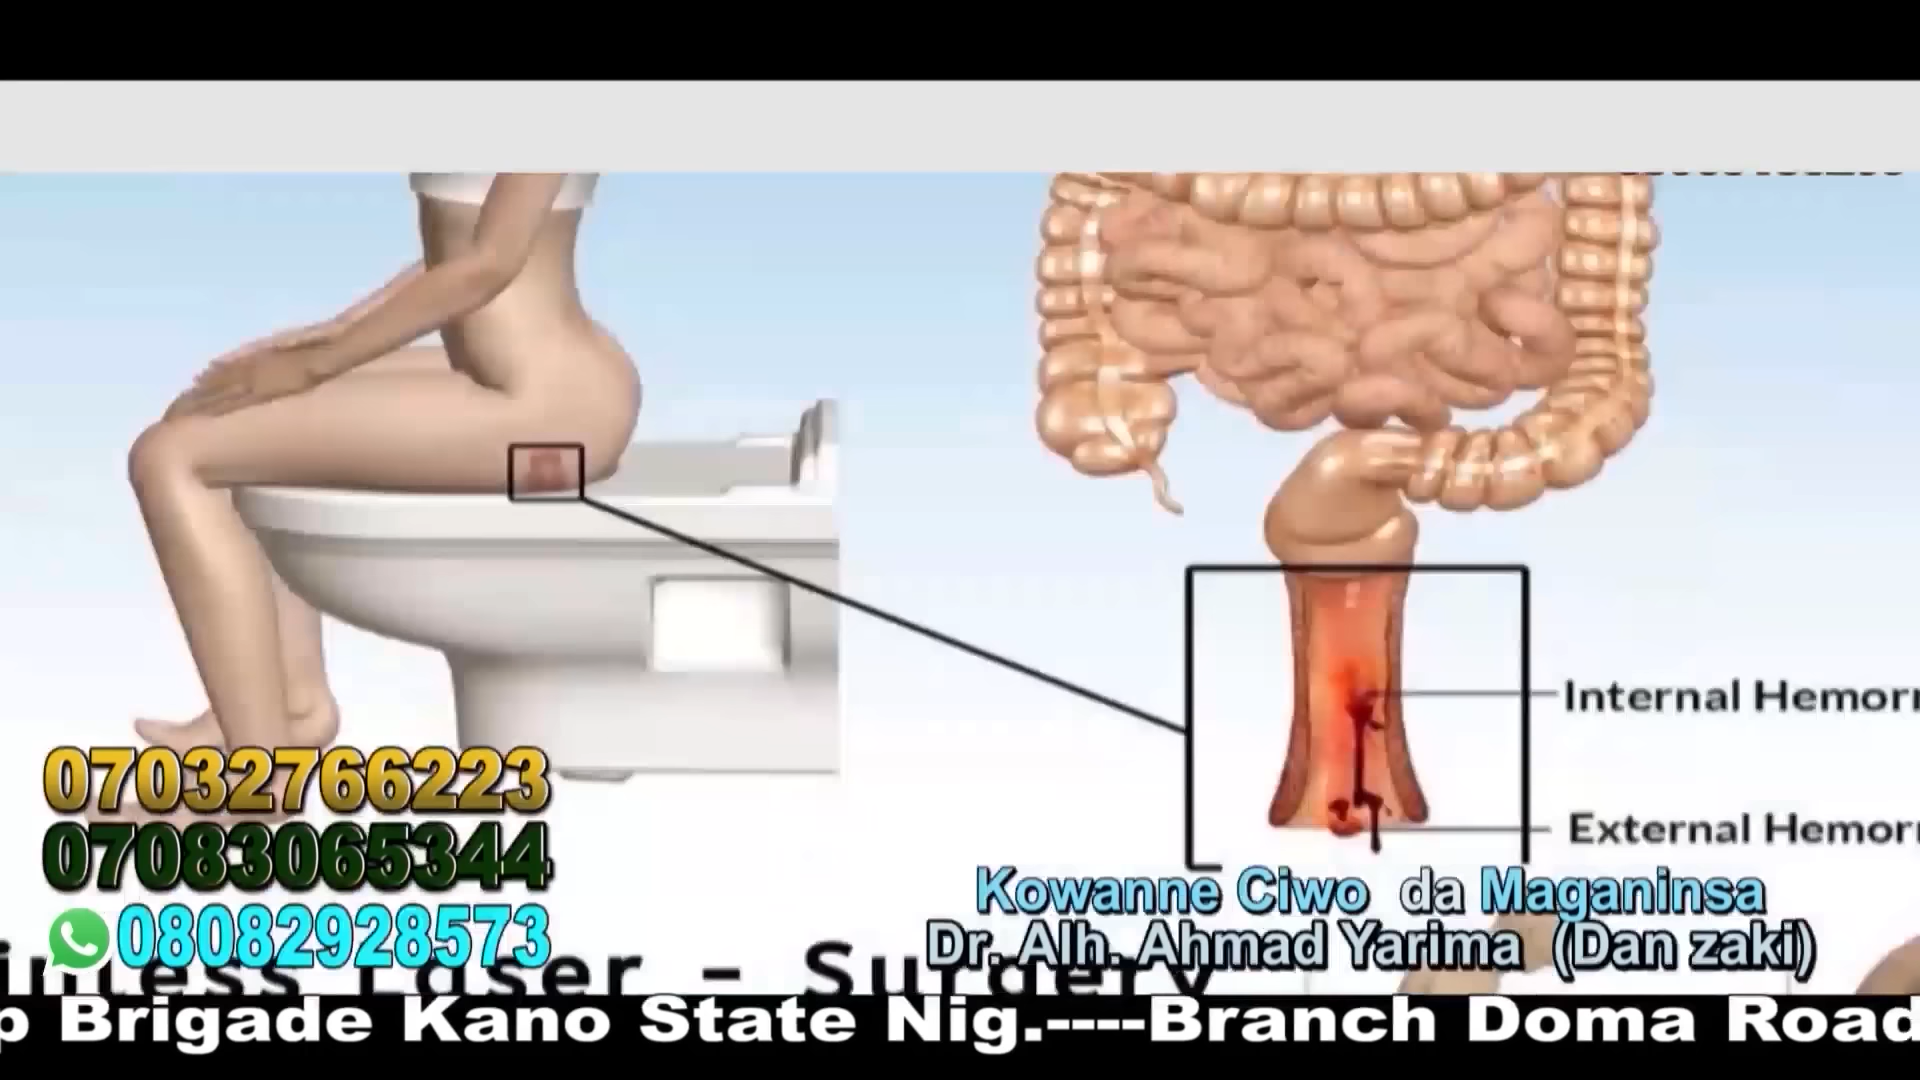 Internal Hemorr
External Hemorr
07032766223
07083065344
08082928573
Kowanne Ciwo da Maganinsa
Dr. Alh. Ahmad Yarima (Dan zaki)
Laser - Surgery
p Brigade Kano State Nig.----Branch Doma Road